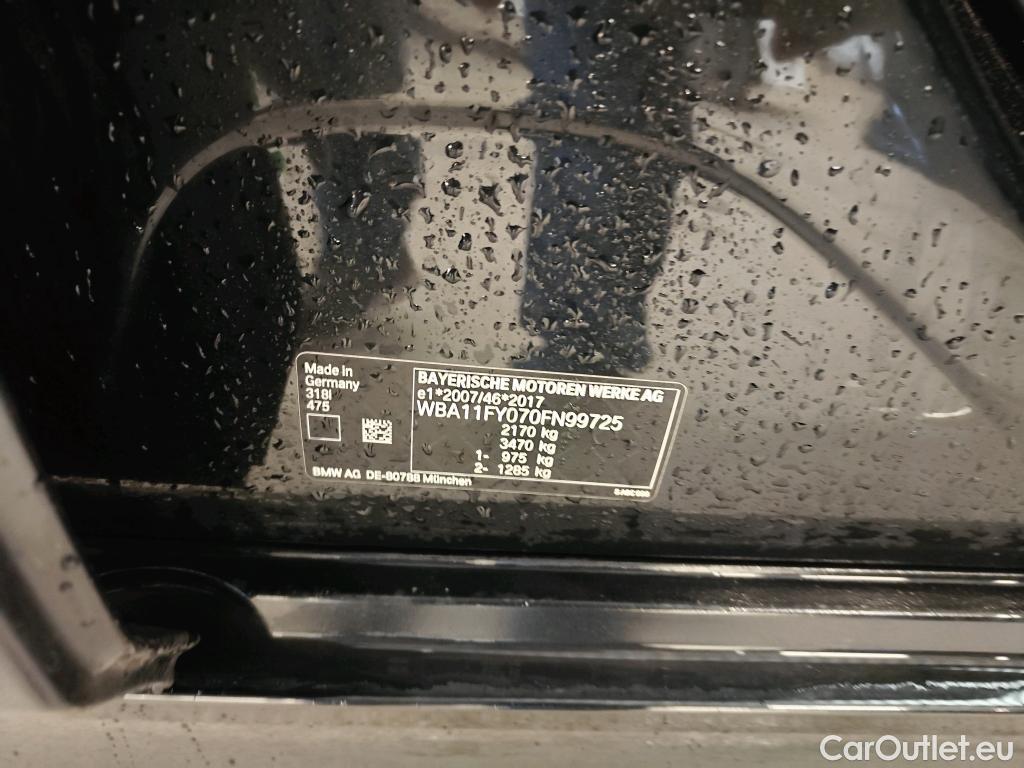 Made in
Germany
318I
475
BAYERISCHE MOTOREN WERKE AG
e1*2007/46*2017
WBA11FY070FN99725
2170 kg
3470 kg
1- 975 kg
2- 1285 kg
BMW AG DE-80788 München
CarOutlet.eu